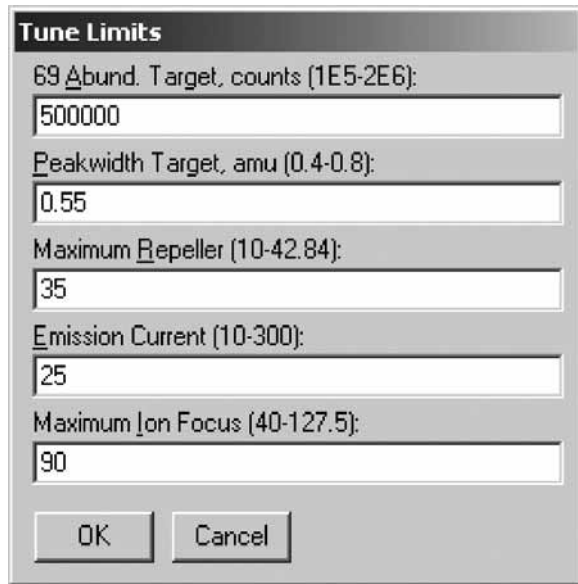 Tune Limits
69 Abund. Target, counts (1E5-2E6):
500000
Peakwidth Target, amu (0.4-0.8):
0.55
Maximum Repeller (10-42.84):
35
Emission Current (10-300):
25
Maximum Ion Focus (40-127.5):
90
OK Cancel